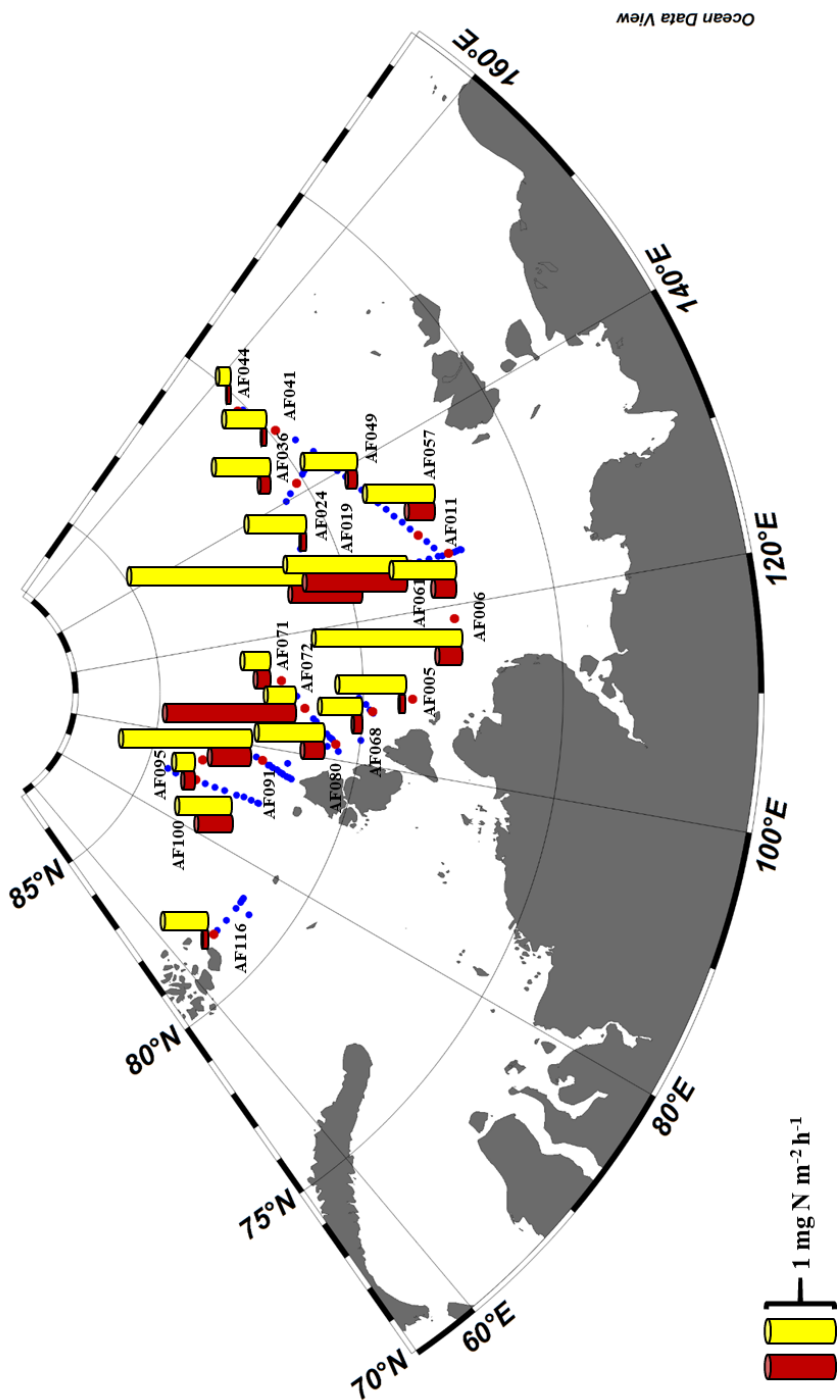 Ocean Data View
160°E
140°E
120°E
100°E
80°E
60°E
85°N
80°N
75°N
70°N
AF044
AF041
AF036
AF049
AF024
AF019
AF057
AF011
AF061
AF006
AF071
AF072
AF005
AF068
AF080
AF095
AF091
AF100
AF116
1 mg N m⁻² h⁻¹